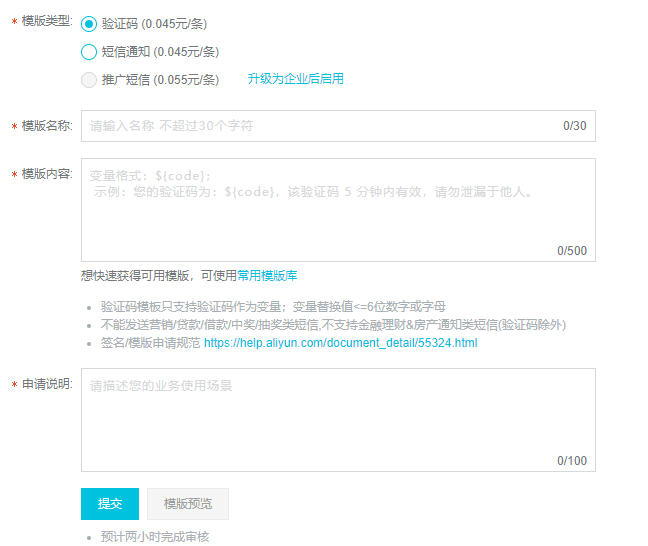 * 模版类型: 验证码 (0.045元/条)
短信通知 (0.045元/条)
推广短信 (0.055元/条) 升级为企业后启用
* 模版名称: 请输入名称 不超过30个字符 0/30
* 模版内容: 变量格式：${code};
示例：您的验证码为：${code}，该验证码 5 分钟内有效，请勿泄漏于他人。
0/500
想快速获得可用模版，可使用常用模版库
• 验证码模板只支持验证码作为变量；变量替换值<=6位数字或字母
• 不能发送营销/贷款/借款/中奖/抽奖类短信,不支持金融理财&房产通知类短信(验证码除外)
• 签名/模版申请规范 https://help.aliyun.com/document_detail/55324.html
* 申请说明: 请描述您的业务使用场景
0/100
提交 模版预览
• 预计两小时完成审核